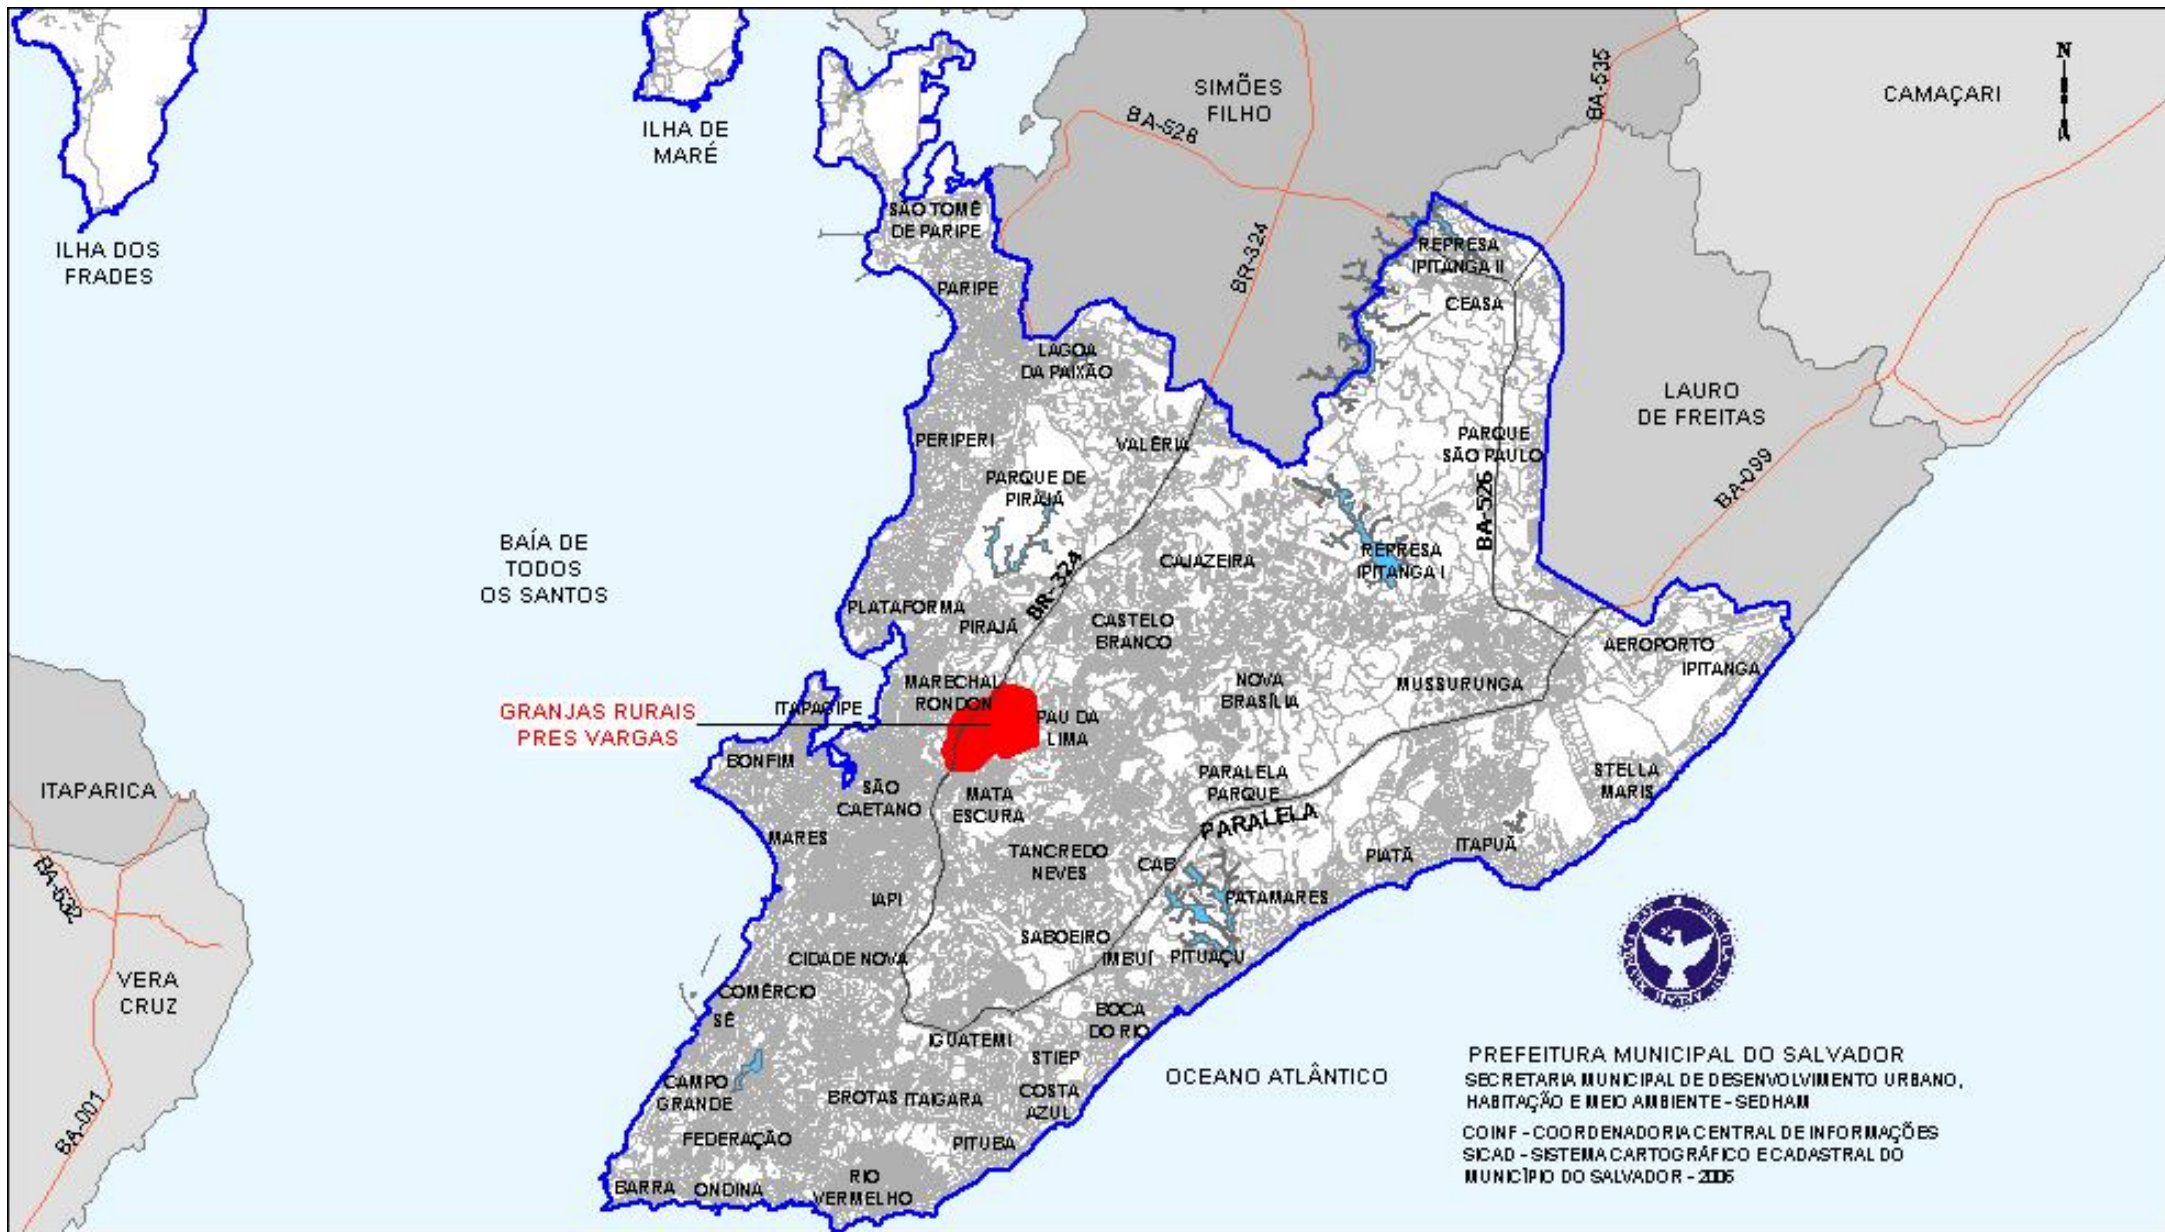 N
SIMÕES
FILHO
CAMAÇARI
BA-535
BA-526
ILHA DE
MARÉ
ILHA DOS
FRADES
SÃO TOMÉ
DE PARIPE
BR-324
REPRESA
IPITANGA II
CEASA
PARIPE
LAGOA
DA PAIXÃO
LAURO
DE FREITAS
PERIPERI
VALÉRIA
PARQUE
SÃO PAULO
PARQUE DE
PIRAJÁ
BA-099
BA-526
BAÍA DE
TODOS
OS SANTOS
CAJAZEIRA
REPRESA
IPITANGA I
BR-324
PLATAFORMA
PIRAJÁ
CASTELO
BRANCO
AEROPORTO
IPITANGA
MARECHAL
RONDON
NOVA
BRASÍLIA
MUSSURUNGA
ITAPAGIPE
GRANJAS RURAIS
PRES VARGAS
PAU DA
LIMA
BONFIM
PARALELA
PARQUE
STELLA
MARIS
ITAPARICA
SÃO
CAETANO
MATA
ESCURA
PARALELA
MARES
TANCREDO
NEVES
CAB
PIATÃ
ITAPUÃ
BA-532
IAPI
PATAMARES
SABOEIRO
IMBUÍ
PITUAÇU
CIDADE NOVA
VERA
CRUZ
COMÉRCIO
SÉ
BOCA
DO RIO
IGUATEMI
STIEP
OCEANO ATLÂNTICO
CAMPO
GRANDE
BROTAS
ITAIGARA
COSTA
AZUL
BA-001
FEDERAÇÃO
PITUBA
BARRA
ONDINA
RIO
VERMELHO
PREFEITURA MUNICIPAL DO SALVADOR
SECRETARIA MUNICIPAL DE DESENVOLVIMENTO URBANO,
HABITAÇÃO E MEIO AMBIENTE - SEDHAM
COINF - COORDENADORIA CENTRAL DE INFORMAÇÕES
SICAD - SISTEMA CARTOGRÁFICO E CADASTRAL DO
MUNICÍPIO DO SALVADOR - 2006